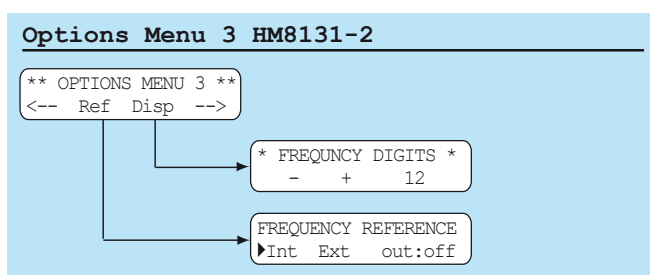 Options Menu 3 HM8131-2
** OPTIONS MENU 3 **
<-- Ref Disp -->
* FREQUNCY DIGITS *
- + 12
FREQUENCY REFERENCE
Int Ext out:off